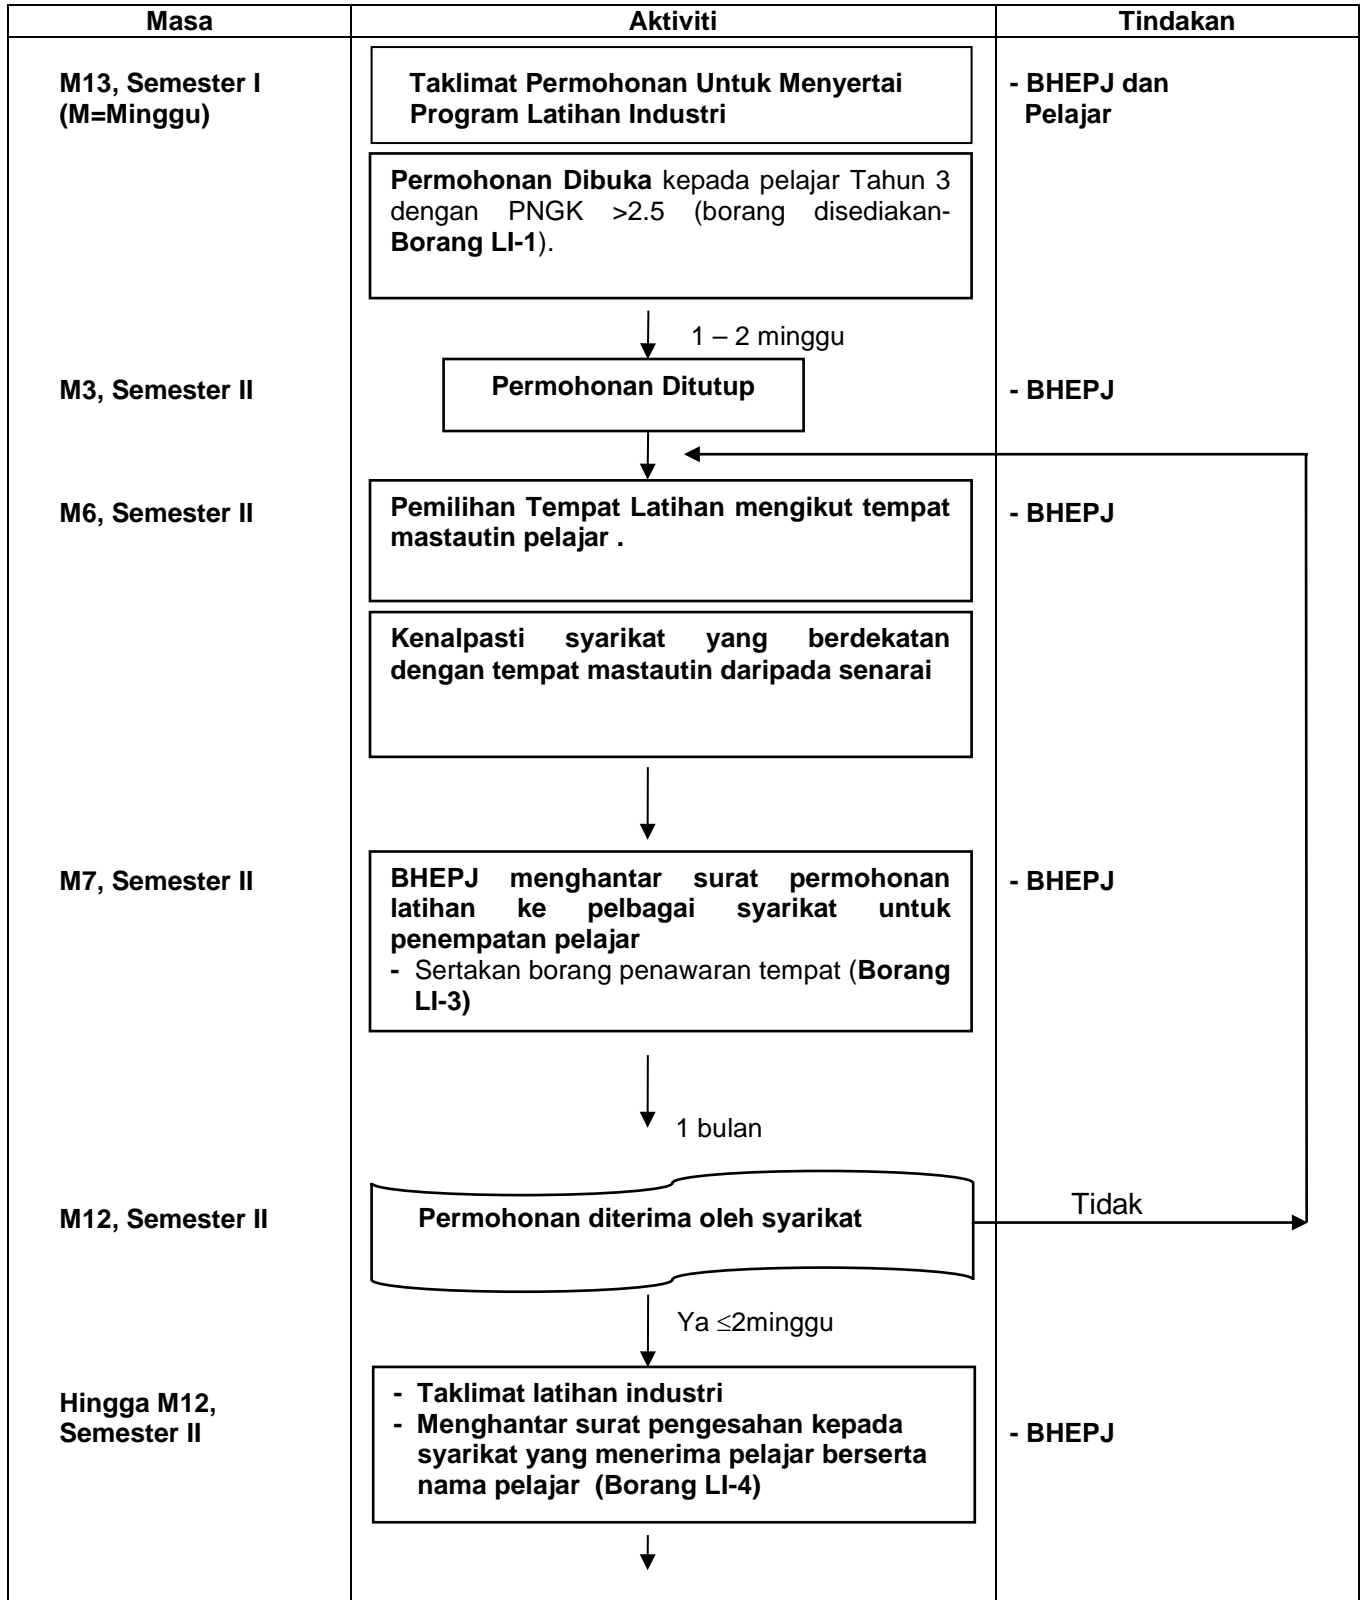 Masa Aktiviti Tindakan
M13, Semester I
(M=Minggu)
Taklimat Permohonan Untuk Menyertai
Program Latihan Industri
- BHEPJ dan
Pelajar
Permohonan Dibuka kepada pelajar Tahun 3
dengan PNGK >2.5 (borang disediakan-
Borang LI-1).
1 – 2 minggu
M3, Semester II
Permohonan Ditutup
- BHEPJ
M6, Semester II
Pemilihan Tempat Latihan mengikut tempat
mastautin pelajar .
- BHEPJ
Kenalpasti syarikat yang berdekatan
dengan tempat mastautin daripada senarai
M7, Semester II
BHEPJ menghantar surat permohonan
latihan ke pelbagai syarikat untuk
penempatan pelajar
- Sertakan borang penawaran tempat (Borang
LI-3)
- BHEPJ
1 bulan
M12, Semester II
Permohonan diterima oleh syarikat
Tidak
Ya ≤2minggu
Hingga M12,
Semester II
- Taklimat latihan industri
- Menghantar surat pengesahan kepada
syarikat yang menerima pelajar berserta
nama pelajar (Borang LI-4)
- BHEPJ